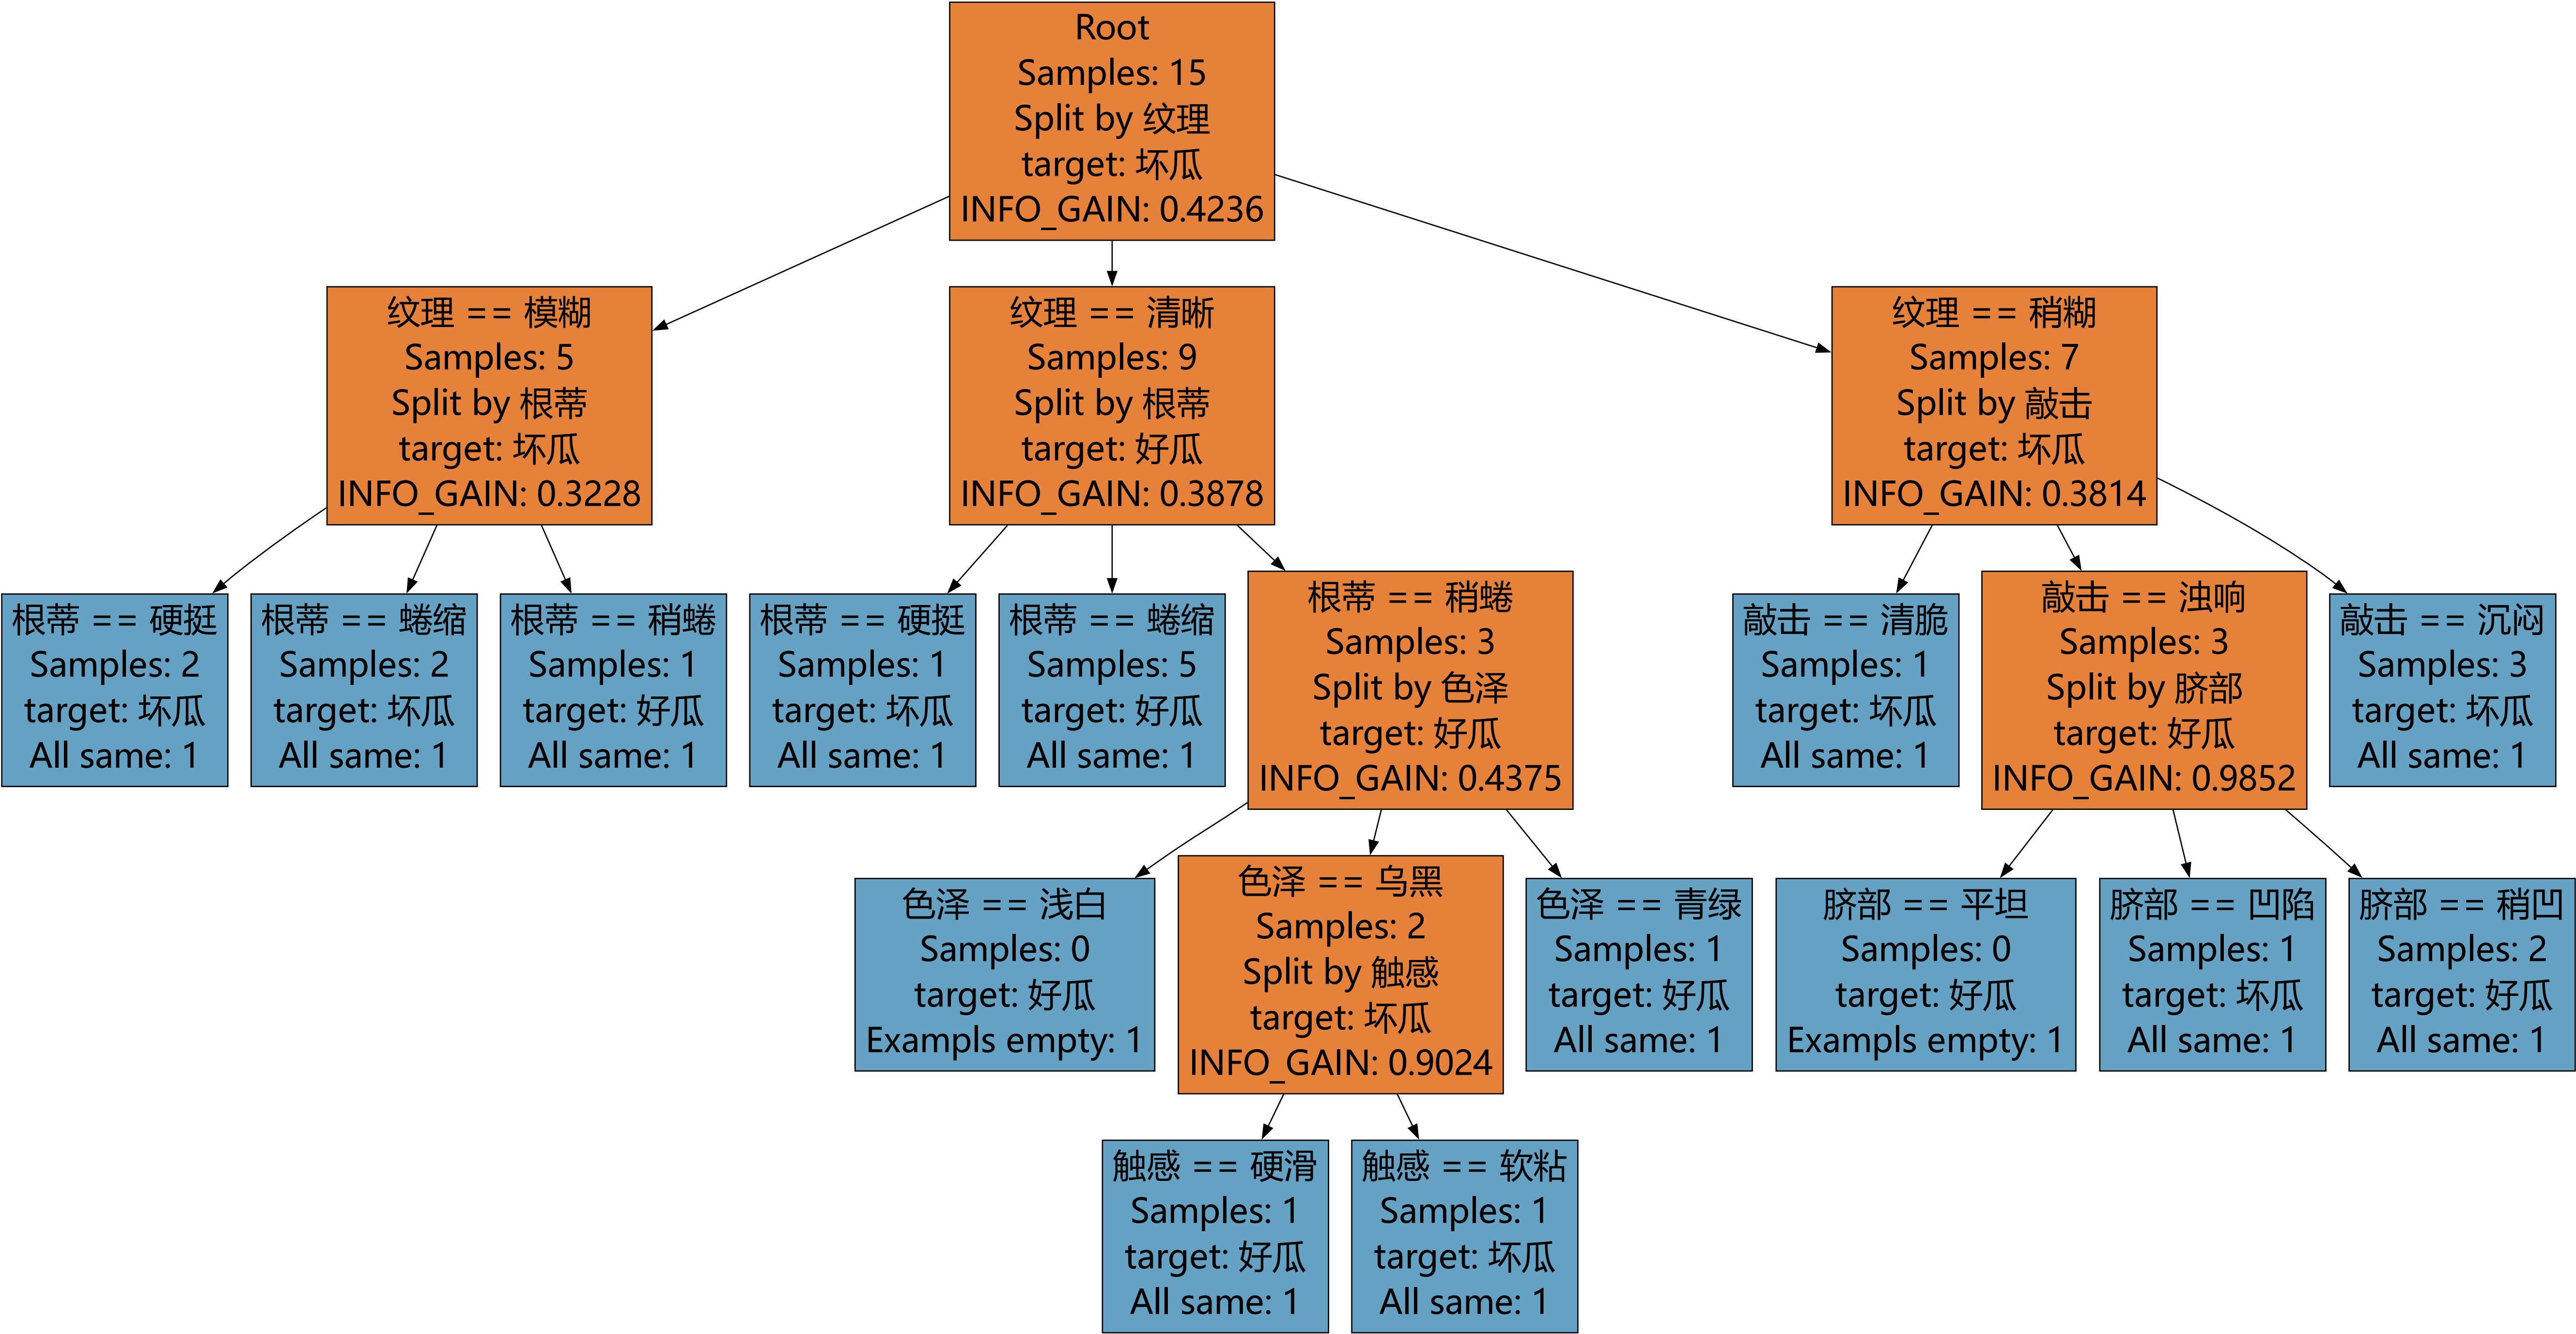 Root
Samples: 15
Split by 纹理
target: 坏瓜
INFO_GAIN: 0.4236
纹理 == 模糊
Samples: 5
Split by 根蒂
target: 坏瓜
INFO_GAIN: 0.3228
纹理 == 清晰
Samples: 9
Split by 根蒂
target: 好瓜
INFO_GAIN: 0.3878
纹理 == 稍糊
Samples: 7
Split by 敲击
target: 坏瓜
INFO_GAIN: 0.3814
根蒂 == 硬挺
Samples: 2
target: 坏瓜
All same: 1
根蒂 == 蜷缩
Samples: 2
target: 坏瓜
All same: 1
根蒂 == 稍蜷
Samples: 1
target: 好瓜
All same: 1
根蒂 == 硬挺
Samples: 1
target: 坏瓜
All same: 1
根蒂 == 蜷缩
Samples: 5
target: 好瓜
All same: 1
根蒂 == 稍蜷
Samples: 3
Split by 色泽
target: 好瓜
INFO_GAIN: 0.4375
敲击 == 清脆
Samples: 1
target: 坏瓜
All same: 1
敲击 == 浊响
Samples: 3
Split by 脐部
target: 好瓜
INFO_GAIN: 0.9852
敲击 == 沉闷
Samples: 3
target: 坏瓜
All same: 1
色泽 == 浅白
Samples: 0
target: 好瓜
Exampls empty: 1
色泽 == 乌黑
Samples: 2
Split by 触感
target: 坏瓜
INFO_GAIN: 0.9024
色泽 == 青绿
Samples: 1
target: 好瓜
All same: 1
脐部 == 平坦
Samples: 0
target: 好瓜
Exampls empty: 1
脐部 == 凹陷
Samples: 1
target: 坏瓜
All same: 1
脐部 == 稍凹
Samples: 2
target: 好瓜
All same: 1
触感 == 硬滑
Samples: 1
target: 好瓜
All same: 1
触感 == 软粘
Samples: 1
target: 坏瓜
All same: 1